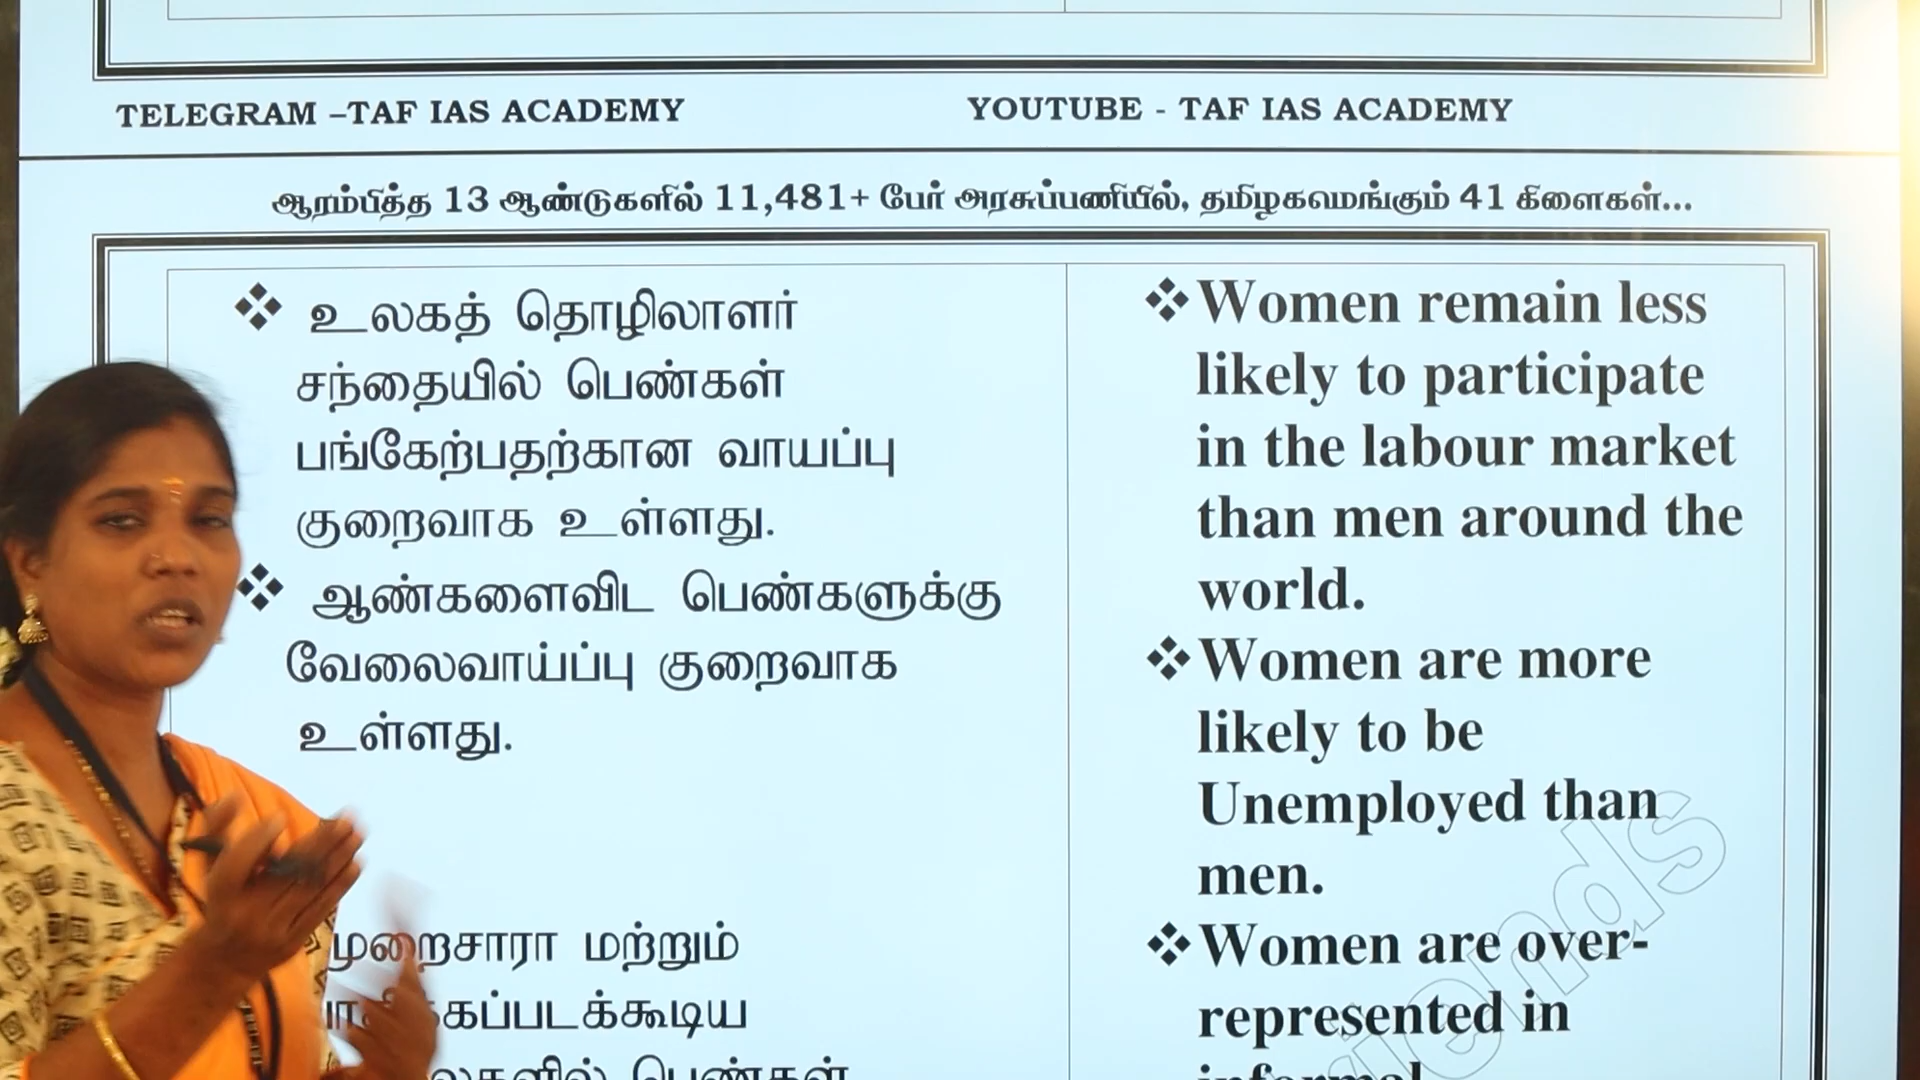 TELEGRAM –TAF IAS ACADEMY
YOUTUBE - TAF IAS ACADEMY
ஆரம்பித்த 13 ஆண்டுகளில் 11,481+ பேர் அரசுப்பணியில், தமிழகமெங்கும் 41 கிளைகள்...
❖ உலகத் தொழிலாளர்
சந்தையில் பெண்கள்
பங்கேற்பதற்கான வாயப்பு
குறைவாக உள்ளது.
❖ ஆண்களைவிட பெண்களுக்கு
வேலைவாய்ப்பு குறைவாக
உள்ளது.
முறைசாரா மற்றும்
பெண்கள்
❖Women remain less
likely to participate
in the labour market
than men around the
world.
❖Women are more
likely to be
Unemployed than
men.
❖Women are over-
represented in
informal